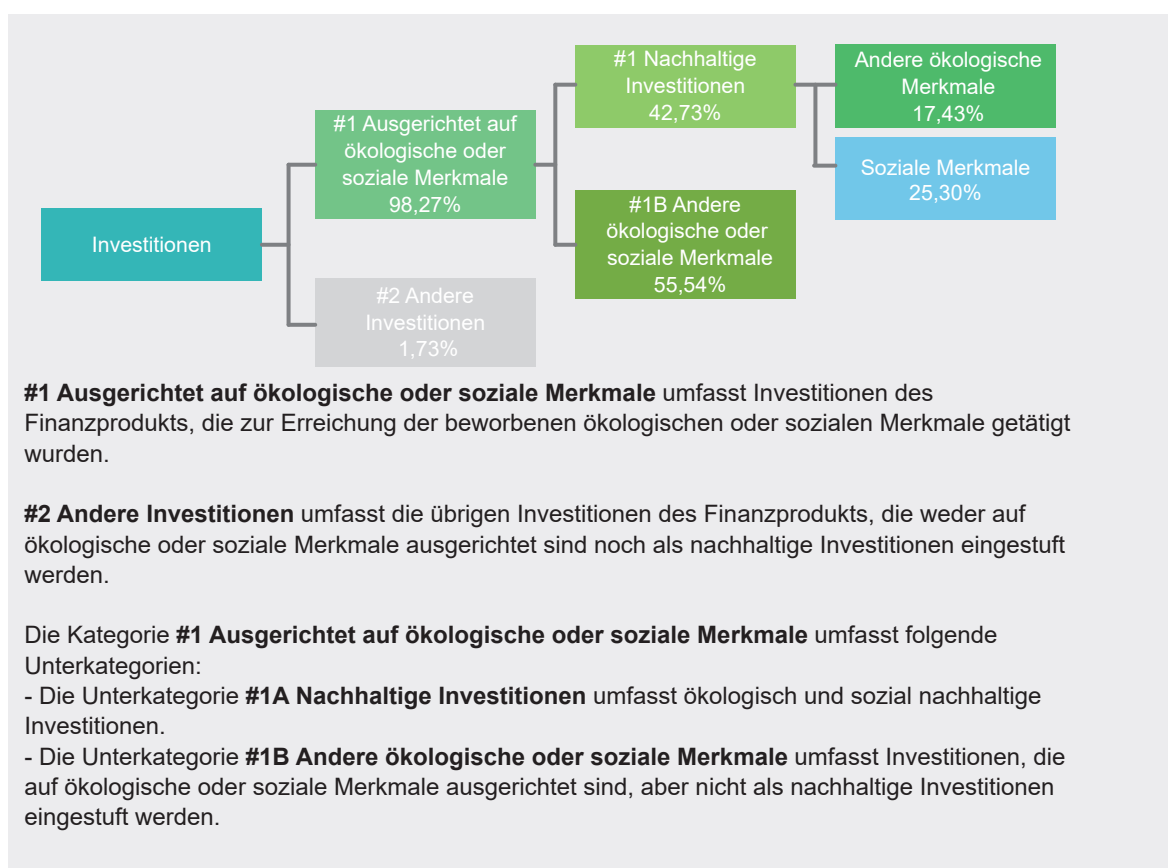 Investitionen
#1 Ausgerichtet auf
ökologische oder
soziale Merkmale
98,27%
#2 Andere
Investitionen
1,73%
#1 Nachhaltige
Investitionen
42,73%
#1B Andere
ökologische oder
soziale Merkmale
55,54%
Andere ökologische
Merkmale
17,43%
Soziale Merkmale
25,30%
#1 Ausgerichtet auf ökologische oder soziale Merkmale umfasst Investitionen des
Finanzprodukts, die zur Erreichung der beworbenen ökologischen oder sozialen Merkmale getätigt
wurden.
#2 Andere Investitionen umfasst die übrigen Investitionen des Finanzprodukts, die weder auf
ökologische oder soziale Merkmale ausgerichtet sind noch als nachhaltige Investitionen eingestuft
werden.
Die Kategorie #1 Ausgerichtet auf ökologische oder soziale Merkmale umfasst folgende
Unterkategorien:
- Die Unterkategorie #1A Nachhaltige Investitionen umfasst ökologisch und sozial nachhaltige
Investitionen.
- Die Unterkategorie #1B Andere ökologische oder soziale Merkmale umfasst Investitionen, die
auf ökologische oder soziale Merkmale ausgerichtet sind, aber nicht als nachhaltige Investitionen
eingestuft werden.